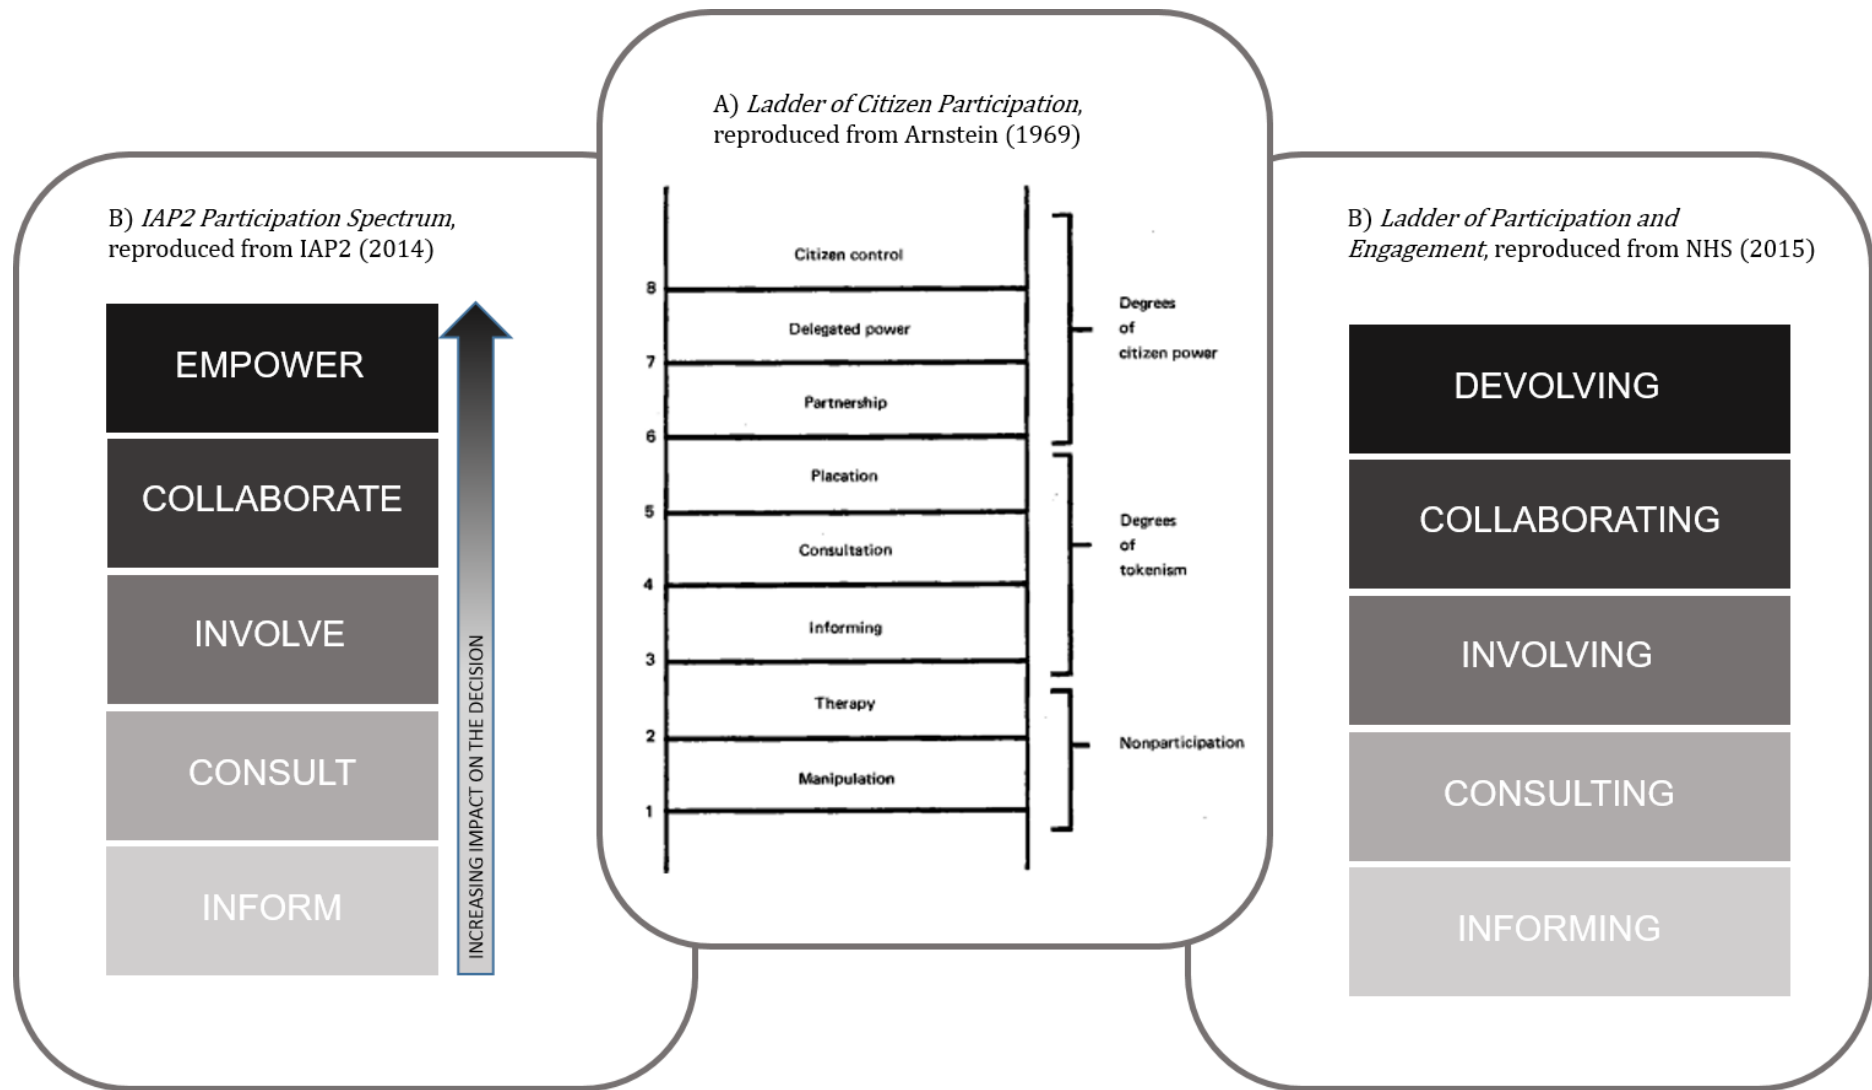 A) Ladder of Citizen Participation,
reproduced from Arnstein (1969)
Citizen control
8
Delegated power
7
Partnership
6
Placation
5
Consultation
4
Informing
3
Therapy
2
Manipulation
1
Degrees
of
citizen power
Degrees
of
tokenism
Nonparticipation
B) IAP2 Participation Spectrum,
reproduced from IAP2 (2014)
EMPOWER
COLLABORATE
INVOLVE
CONSULT
INFORM
INCREASING IMPACT ON THE DECISION
B) Ladder of Participation and
Engagement, reproduced from NHS (2015)
DEVOLVING
COLLABORATING
INVOLVING
CONSULTING
INFORMING